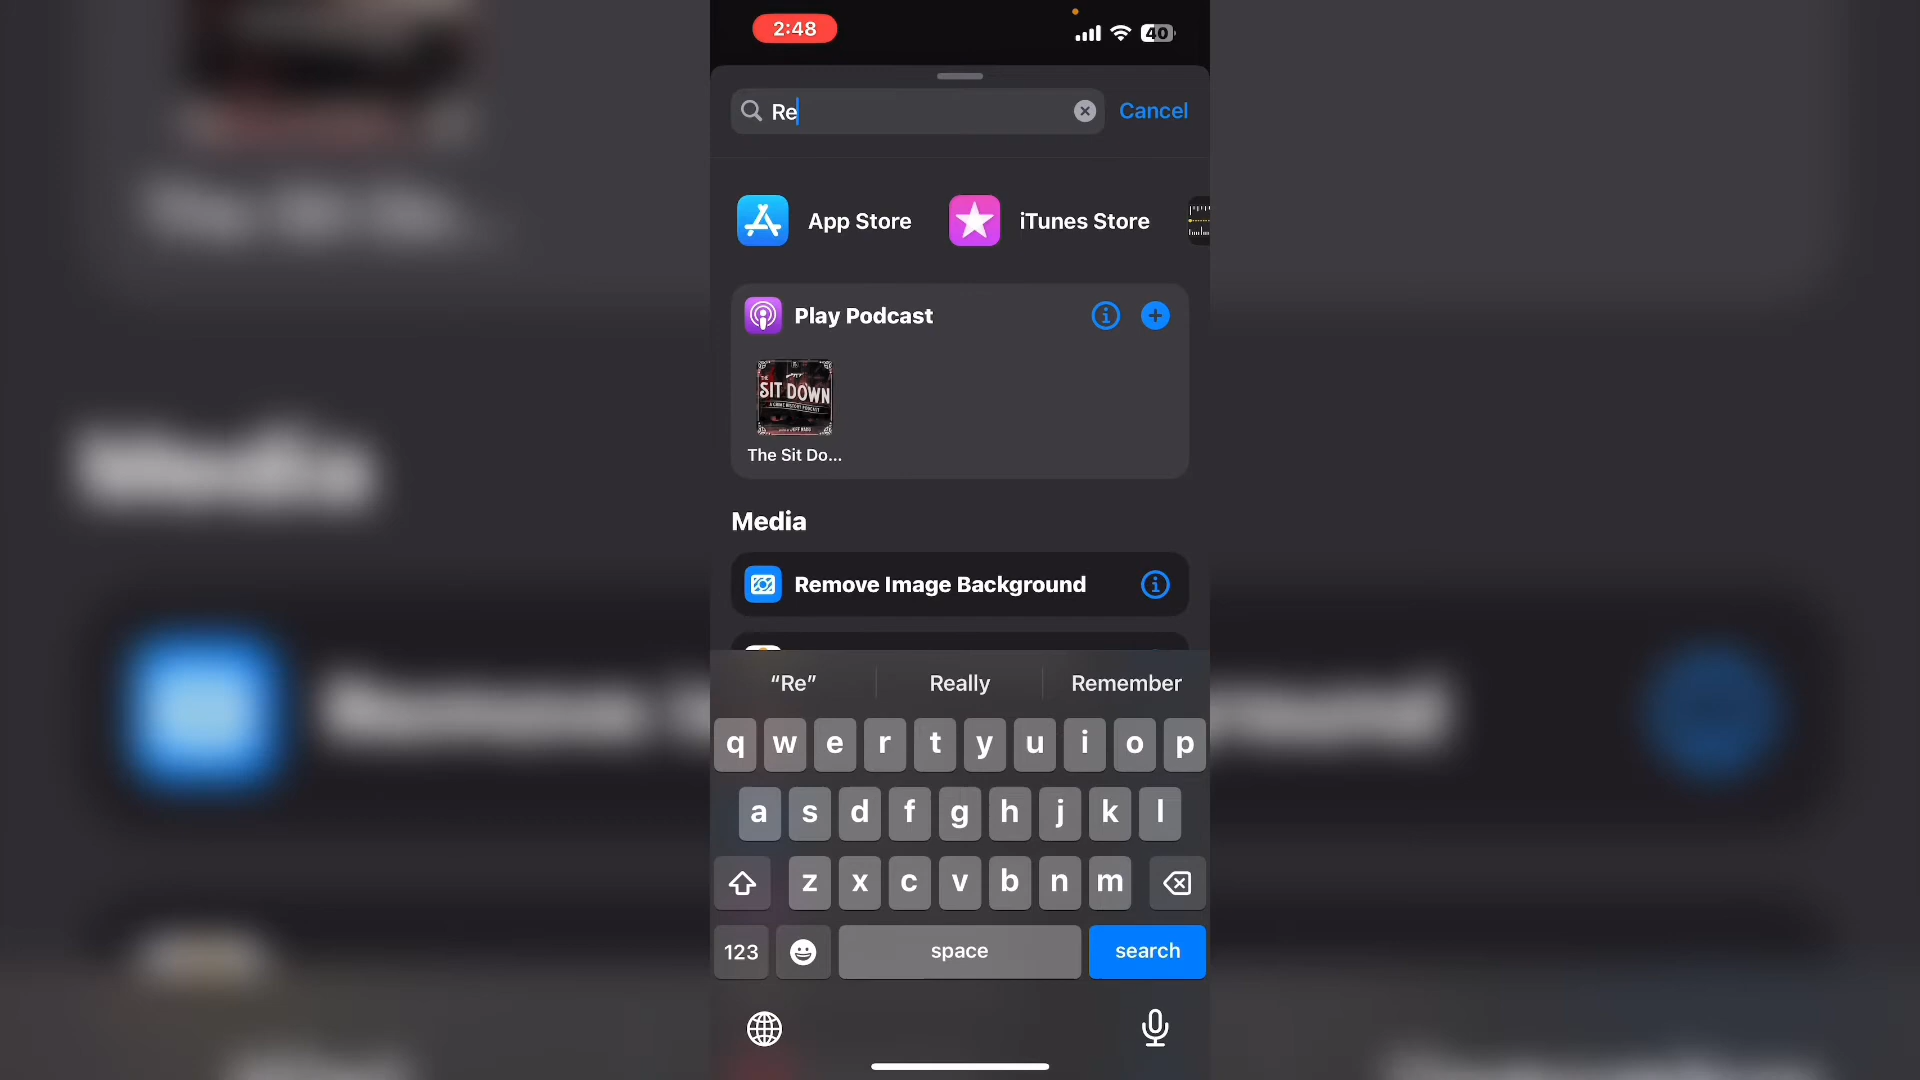 2:48
40
Re
Cancel
App Store
iTunes Store
Play Podcast
THE
SIT DOWN
The Sit Do...
Media
Remove Image Background
“Re”
Really
Remember
q w e r t y u i o p
a s d f g h j k l
z x c v b n m
123
space
search